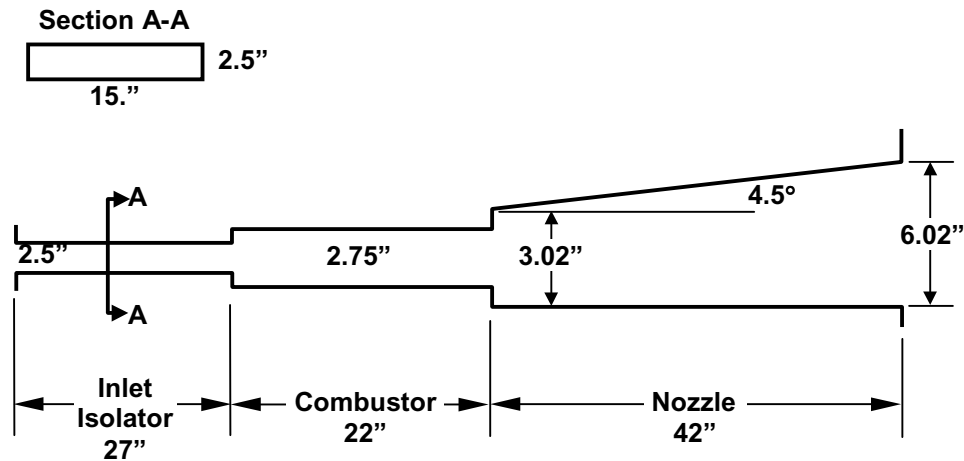 Section A-A
2.5”
15.”
A
4.5°
2.5”
2.75”
3.02”
6.02”
A
Inlet
Isolator
27”
Combustor
22”
Nozzle
42”